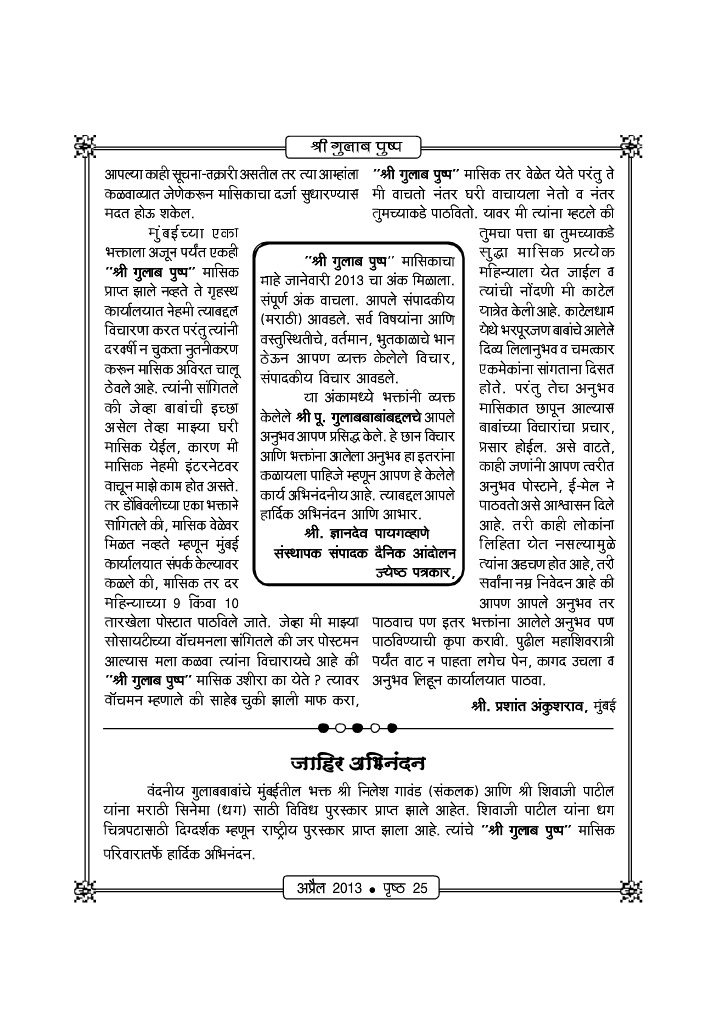 श्री गुलाब पुष्प
आपल्या काही सूचना-तक्रारी असतील तर त्या आम्हांला
कळवाव्यात जेणेकरून मासिकाचा दर्जा सुधारण्यास
मदत होऊ शकेल.
मुंबईच्या एका
भक्ताला अजून पर्यंत एकही
"श्री गुलाब पुष्प" मासिक
प्राप्त झाले नव्हते ते गृहस्थ
कार्यालयात नेहमी त्याबद्दल
विचारणा करत परंतु त्यांनी
दरवर्षी न चुकता नुतनीकरण
करून मासिक अविरत चालू
ठेवले आहे. त्यांनी सांगितले
की जेव्हा बाबांची इच्छा
असेल तेव्हा माझ्या घरी
मासिक येईल, कारण मी
मासिक नेहमी इंटरनेटवर
वाचून माझे काम होत असते.
तर डोंबिवलीच्या एका भक्ताने
सांगितले की, मासिक वेळेवर
मिळत नव्हते म्हणून मुंबई
कार्यालयात संपर्क केल्यावर
कळले की, मासिक तर दर
महिन्याच्या 9 किंवा 10
तारखेला पोस्टात पाठविले जाते. जेव्हा मी माझ्या
सोसायटीच्या वॉचमनला सांगितले की जर पोस्टमन
आल्यास मला कळवा त्यांना विचारायचे आहे की
"श्री गुलाब पुष्प" मासिक उशीरा का येते ? त्यावर
वॉचमन म्हणाले की साहेब चुकी झाली माफ करा,
"श्री गुलाब पुष्प" मासिकाचा
माहे जानेवारी 2013 चा अंक मिळाला.
संपूर्ण अंक वाचला. आपले संपादकीय
(मराठी) आवडले. सर्व विषयांना आणि
वस्तुस्थितीचे, वर्तमान, भुतकाळाचे भान
ठेऊन आपण व्यक्त केलेले विचार,
संपादकीय विचार आवडले.
या अंकामध्ये भक्तांनी व्यक्त
केलेले श्री पू. गुलाबबाबांबद्दलचे आपले
अनुभव आपण प्रसिद्ध केले. हे छान विचार
आणि भक्तांना आलेला अनुभव हा इतरांना
कळायला पाहिजे म्हणून आपण हे केलेले
कार्य अभिनंदनीय आहे. त्याबद्दल आपले
हार्दिक अभिनंदन आणि आभार.
श्री. ज्ञानदेव पायगव्हाणे
संस्थापक संपादक दैनिक आंदोलन
ज्येष्ठ पत्रकार,
"श्री गुलाब पुष्प" मासिक तर वेळेत येते परंतु ते
मी वाचतो नंतर घरी वाचायला नेतो व नंतर
तुमच्याकडे पाठवितो. यावर मी त्यांना म्हटले की
तुमचा पत्ता द्या तुमच्याकडे
सुद्धा मासिक प्रत्येक
महिन्याला येत जाईल व
त्यांची नोंदणी मी काटेल
यात्रेत केली आहे. काटेलधाम
येथे भरपूरजण बाबांचे आलेले
दिव्य लिलानुभव व चमत्कार
एकमेकांना सांगताना दिसत
होते. परंतु तेच अनुभव
मासिकात छापून आल्यास
बाबांच्या विचारांचा प्रचार,
प्रसार होईल. असे वाटते,
काही जणांनी आपण त्वरीत
अनुभव पोस्टाने, ई-मेल ने
पाठवतो असे आश्वासन दिले
आहे. तरी काही लोकांना
लिहिता येत नसल्यामुळे
त्यांना अडचण होत आहे, तरी
सर्वांना नम्र निवेदन आहे की
आपण आपले अनुभव तर
पाठवाच पण इतर भक्तांना आलेले अनुभव पण
पाठविण्याची कृपा करावी. पुढील महाशिवरात्री
पर्यंत वाट न पाहता लगेच पेन, कागद उचला व
अनुभव लिहून कार्यालयात पाठवा.
श्री. प्रशांत अंकुशराव, मुंबई
जाहिर अभिनंदन
वंदनीय गुलाबबाबांचे मुंबईतील भक्त श्री निलेश गावंड (संकलक) आणि श्री शिवाजी पाटील
यांना मराठी सिनेमा (धग) साठी विविध पुरस्कार प्राप्त झाले आहेत. शिवाजी पाटील यांना धग
चित्रपटासाठी दिग्दर्शक म्हणून राष्ट्रीय पुरस्कार प्राप्त झाला आहे. त्यांचे "श्री गुलाब पुष्प" मासिक
परिवारातर्फे हार्दिक अभिनंदन.
अप्रैल 2013 ● पृष्ठ 25